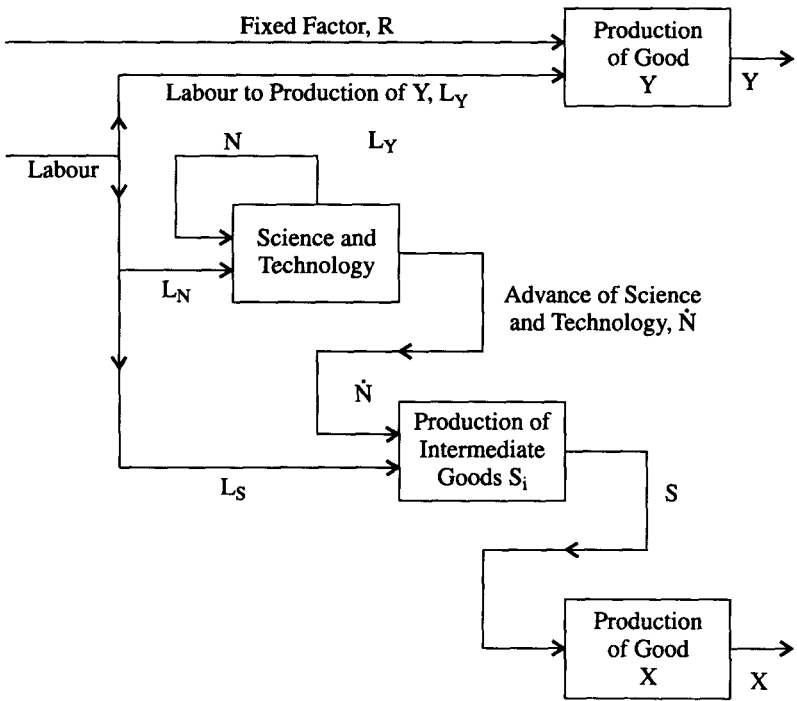 Fixed Factor, R
Production
of Good
Y
Y
Labour to Production of Y, L_Y
Labour
N
L_Y
Science and
Technology
L_N
Advance of Science
and Technology, Ṅ
Ṅ
Production of
Intermediate
Goods S_i
L_S
S
Production
of Good
X
X